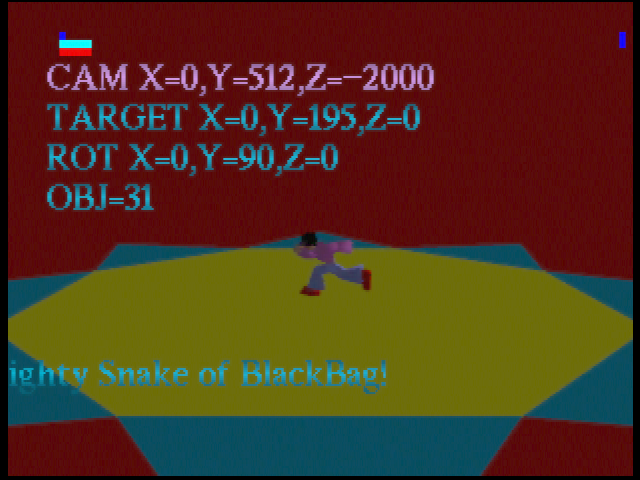 CAM X=0,Y=512,Z=-2000
TARGET X=0,Y=195,Z=0
ROT X=0,Y=90,Z=0
OBJ=31
ighty Snake of BlackBag!